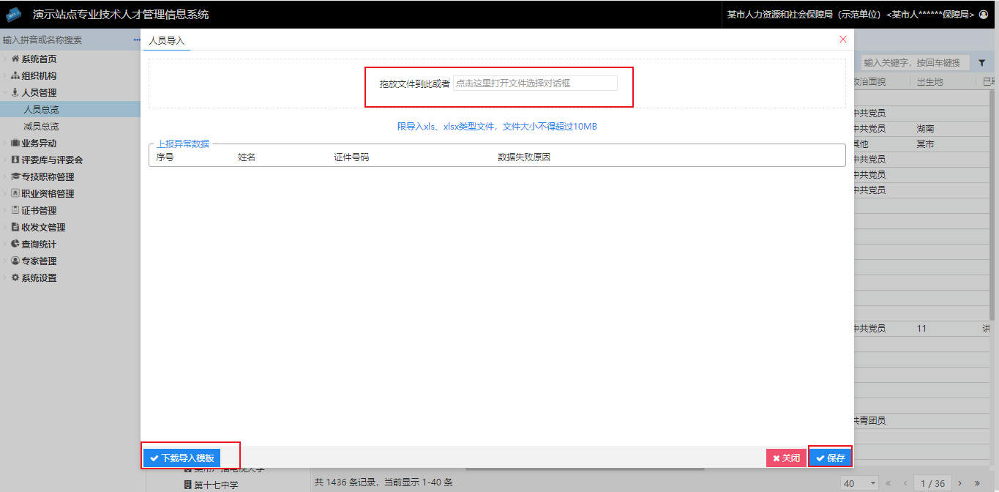 演示站点专业技术人才管理信息系统
某市人力资源和社会保障局（示范单位）<某市人******保障局>
输入拼音或名称搜索
系统首页
组织机构
人员管理
人员总览
减员总览
业务异动
评委库与评委会
专技职称管理
职业资格管理
证书管理
收发文管理
查询统计
专家管理
系统设置
人员导入
拖放文件到此或者 点击这里打开文件选择对话框
限导入xls、xlsx类型文件，文件大小不得超过10MB
上报异常数据
序号 姓名 证件号码 数据失败原因
下载导入模板
关闭 保存
输入关键字，按回车键搜
政治面貌 出生地
中共党员
中共党员 湖南
其他 某市
中共党员
中共党员
中共党员
中共党员 11 讲
共青团员
第十七中学
共 1436 条记录，当前显示 1-40 条
40 « ‹ 1 / 36 › »